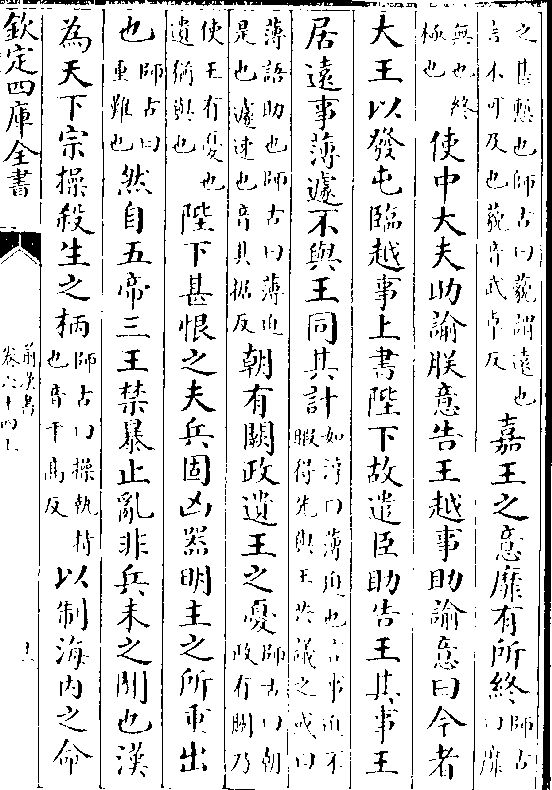 之甚慙也師古曰藐謂遠也
言不可及也藐音武卓反
嘉王之意靡有所終師古
曰靡
無也終
極也
使中大夫助諭朕意告王越事助諭意曰今者
大王以發屯臨越事上書陛下故遣臣助告王其事王
居遠事薄遽不與王同其計如淳曰薄迫也言事迫不
暇得先與王共議之或曰
薄語助也師古曰薄迫
是也遽速也音其据反
朝有闕政遺王之憂師古曰朝
政有闕乃
使王有憂也
遺猶與也
陛下甚恨之夫兵固凶器明主之所重出
也師古曰
重難也
然自五帝三王禁暴止亂非兵未之聞也漢
為天下宗操殺生之柄師古曰操執持
也音千高反
以制海內之命
欽定四庫全書
前漢書
卷六十四上
十一